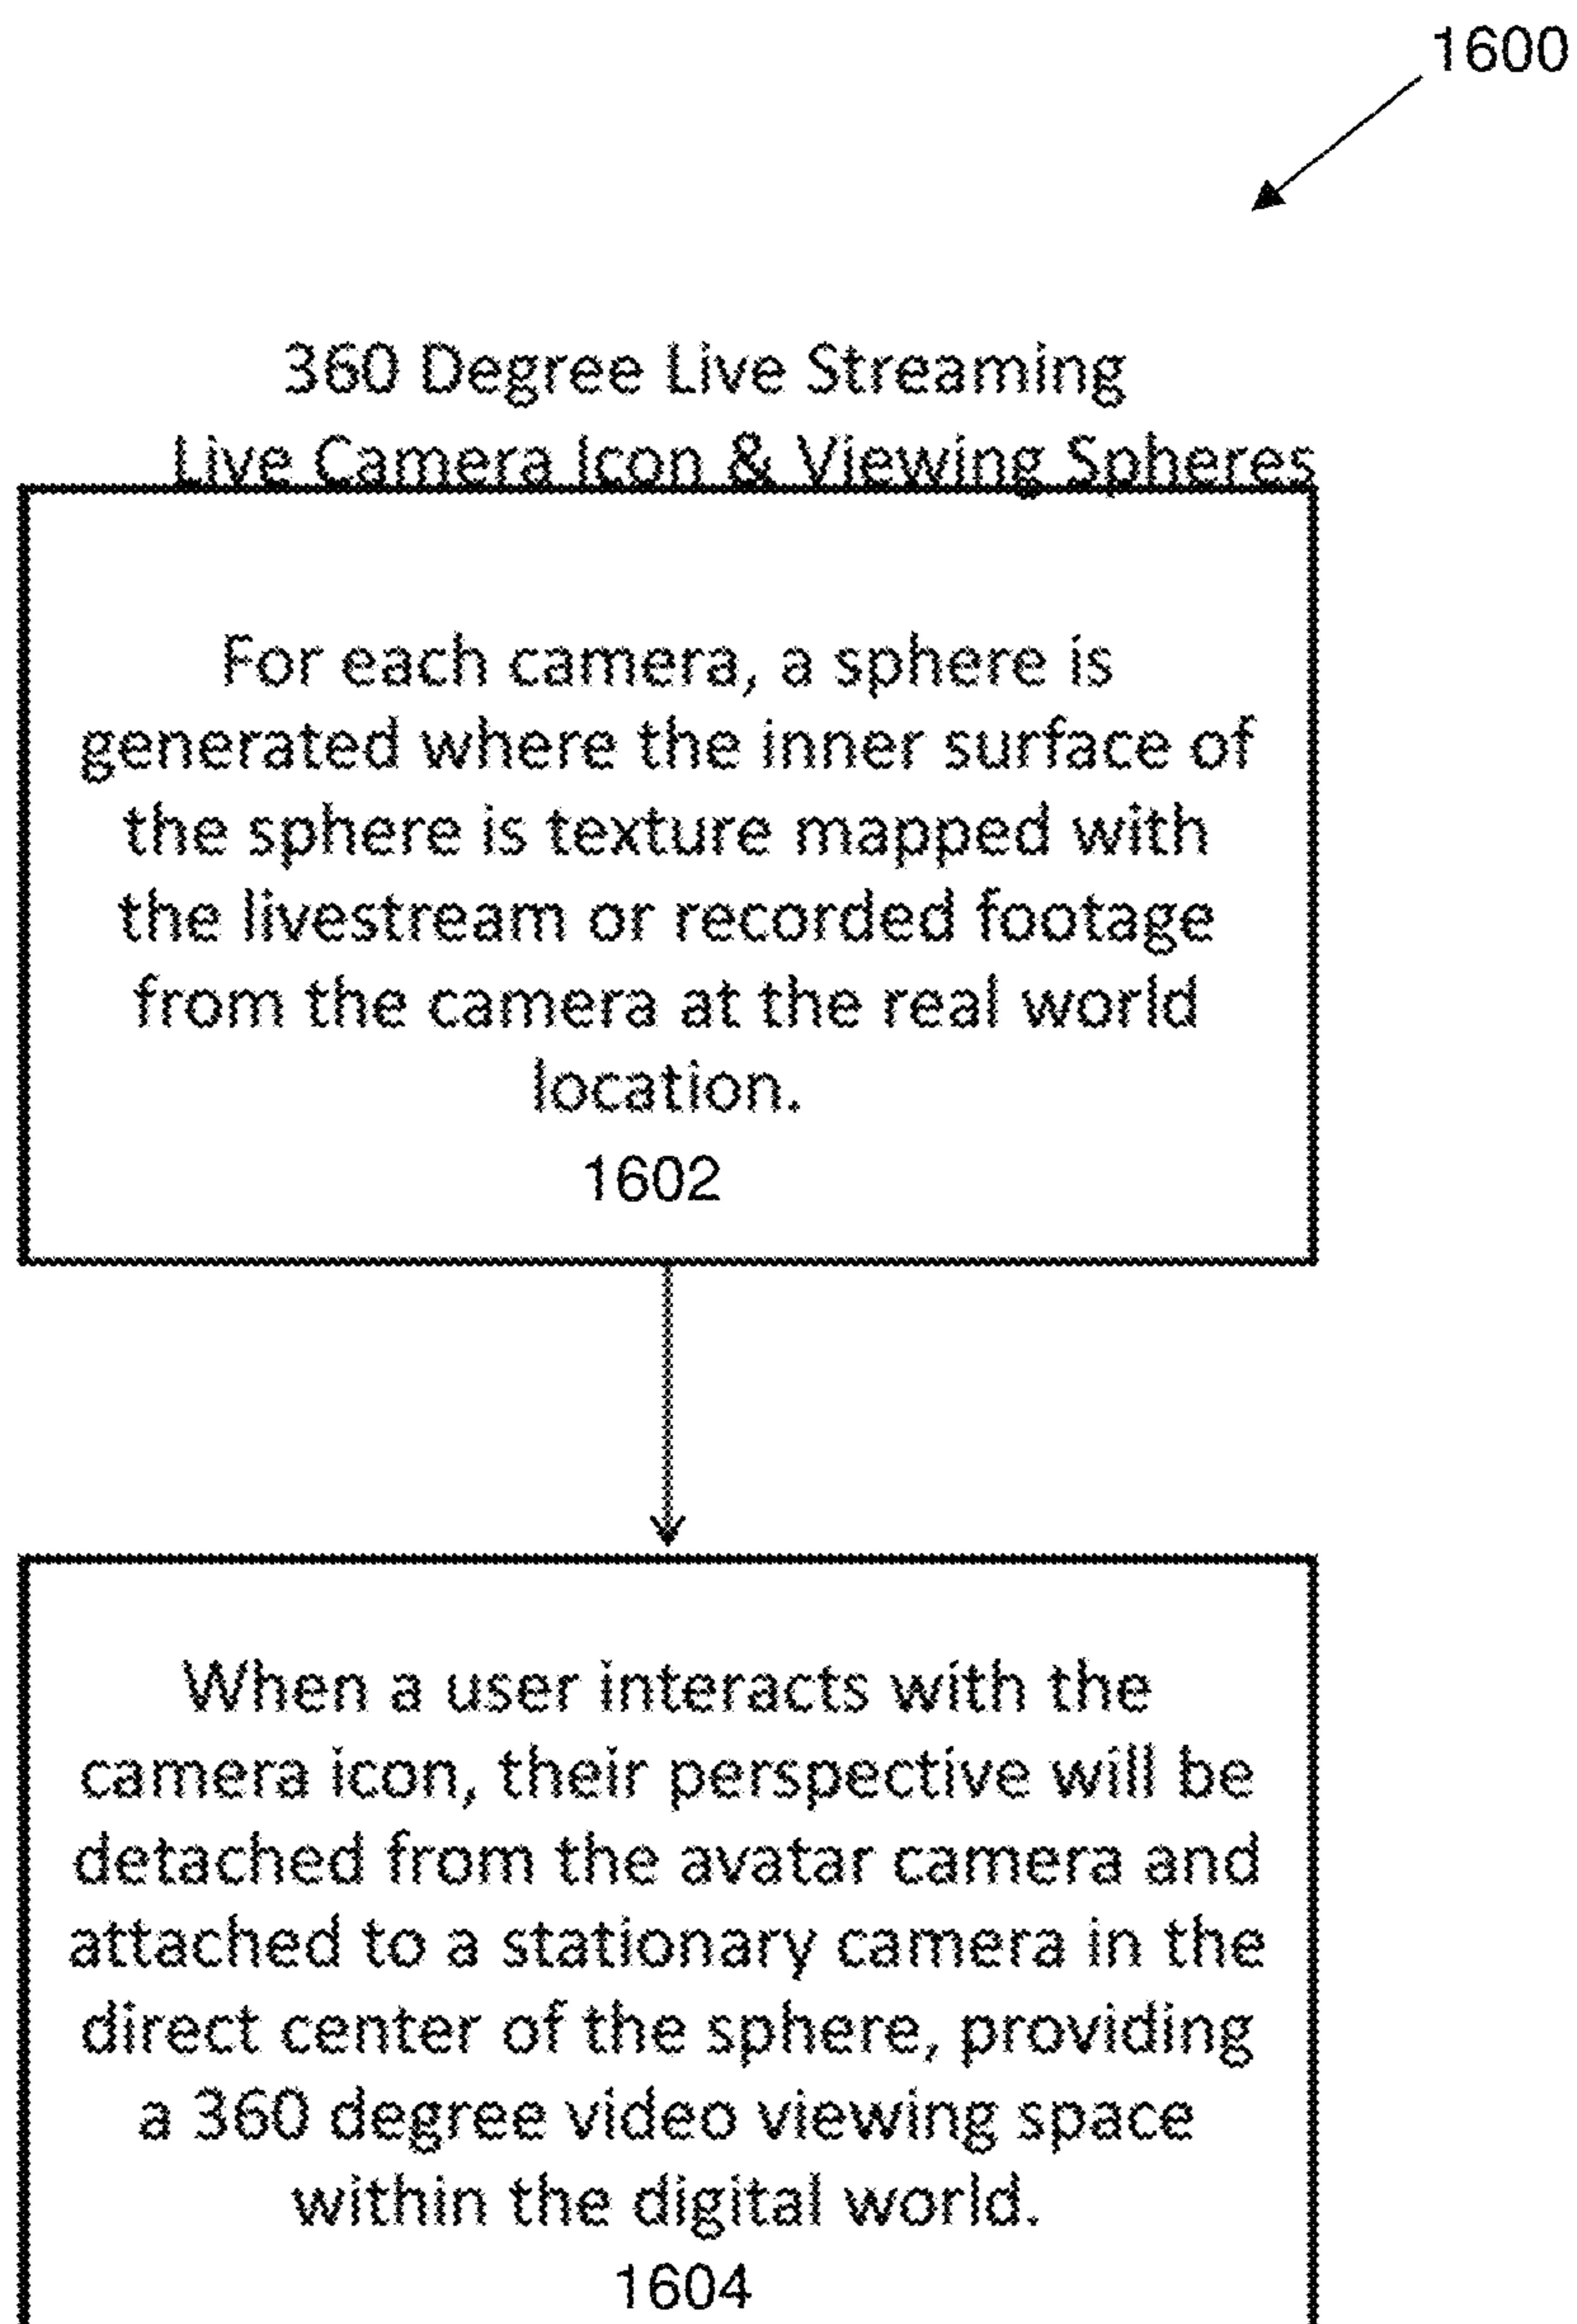 1600
360 Degree Live Streaming
Live Camera Icon & Viewing Spheres
For each camera, a sphere is
generated where the inner surface of
the sphere is texture mapped with
the livestream or recorded footage
from the camera at the real world
location.
1602
When a user interacts with the
camera icon, their perspective will be
detached from the avatar camera and
attached to a stationary camera in the
direct center of the sphere, providing
a 360 degree video viewing space
within the digital world.
1604